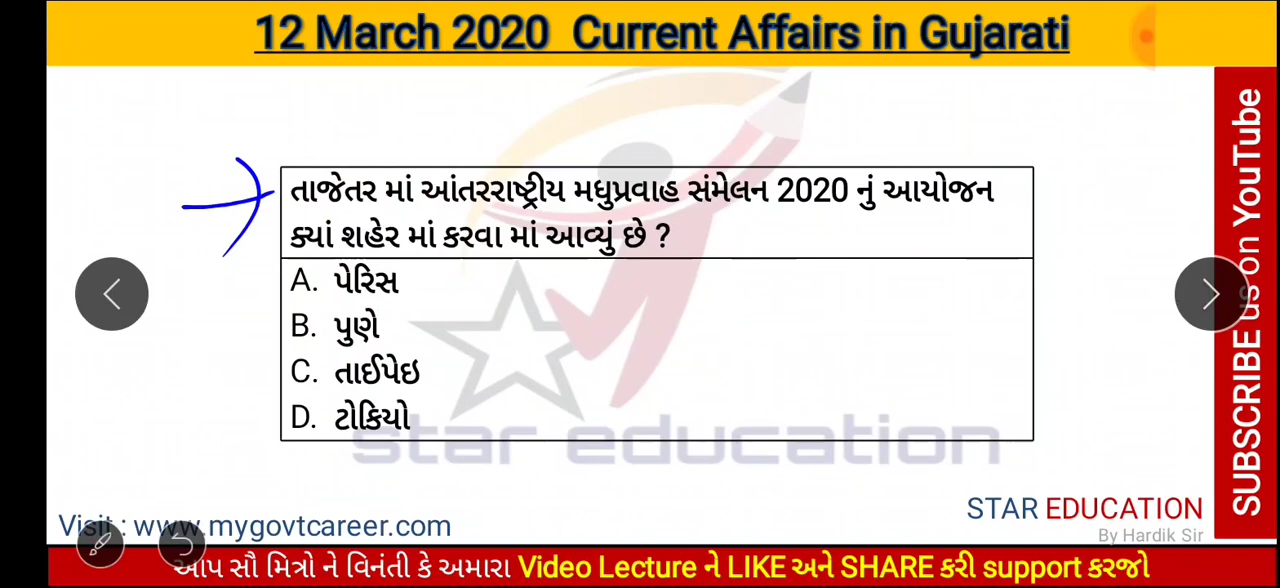 12 March 2020 Current Affairs in Gujarati
તાજેતર માં આંતરરાષ્ટ્રીય મધુપ્રવાહ સંમેલન 2020 નું આયોજન
ક્યાં શહેર માં કરવા માં આવ્યું છે ?
A. પેરિસ
B. પુણે
C. તાઈપેઇ
D. ટોકિયો
star education
STAR EDUCATION
By Hardik Sir
Visit : www.mygovtcareer.com
આપ સૌ મિત્રો ને વિનંતી કે અમારા Video Lecture ને LIKE અને SHARE કરી support કરજો
SUBSCRIBE us on YouTube